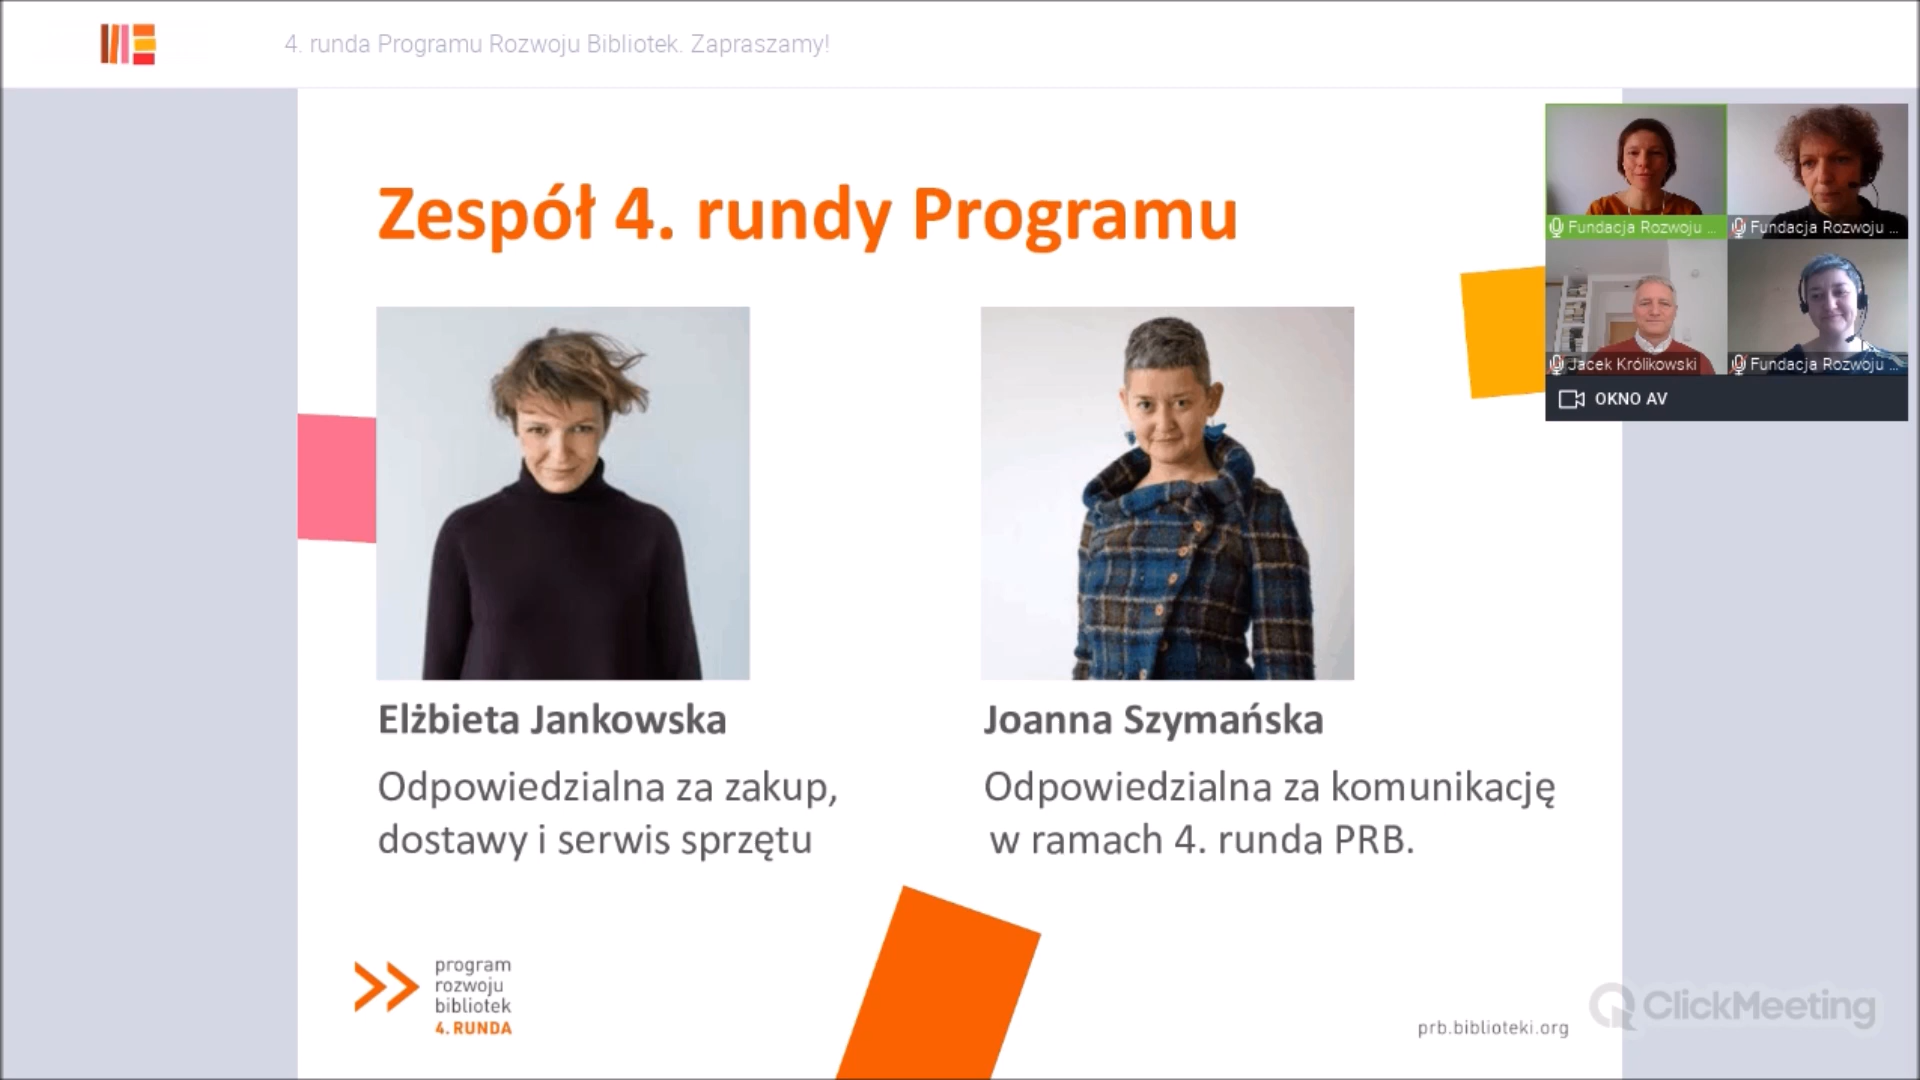 4. runda Programu Rozwoju Bibliotek. Zapraszamy!
Zespół 4. rundy Programu
Fundacja Rozwoju ...
Fundacja Rozwoju ...
Jacek Królikowski
Fundacja Rozwoju ...
OKNO AV
Elżbieta Jankowska
Odpowiedzialna za zakup,
dostawy i serwis sprzętu
Joanna Szymańska
Odpowiedzialna za komunikację
w ramach 4. runda PRB.
program
rozwoju
bibliotek
4. RUNDA
prb.biblioteki.org
ClickMeeting